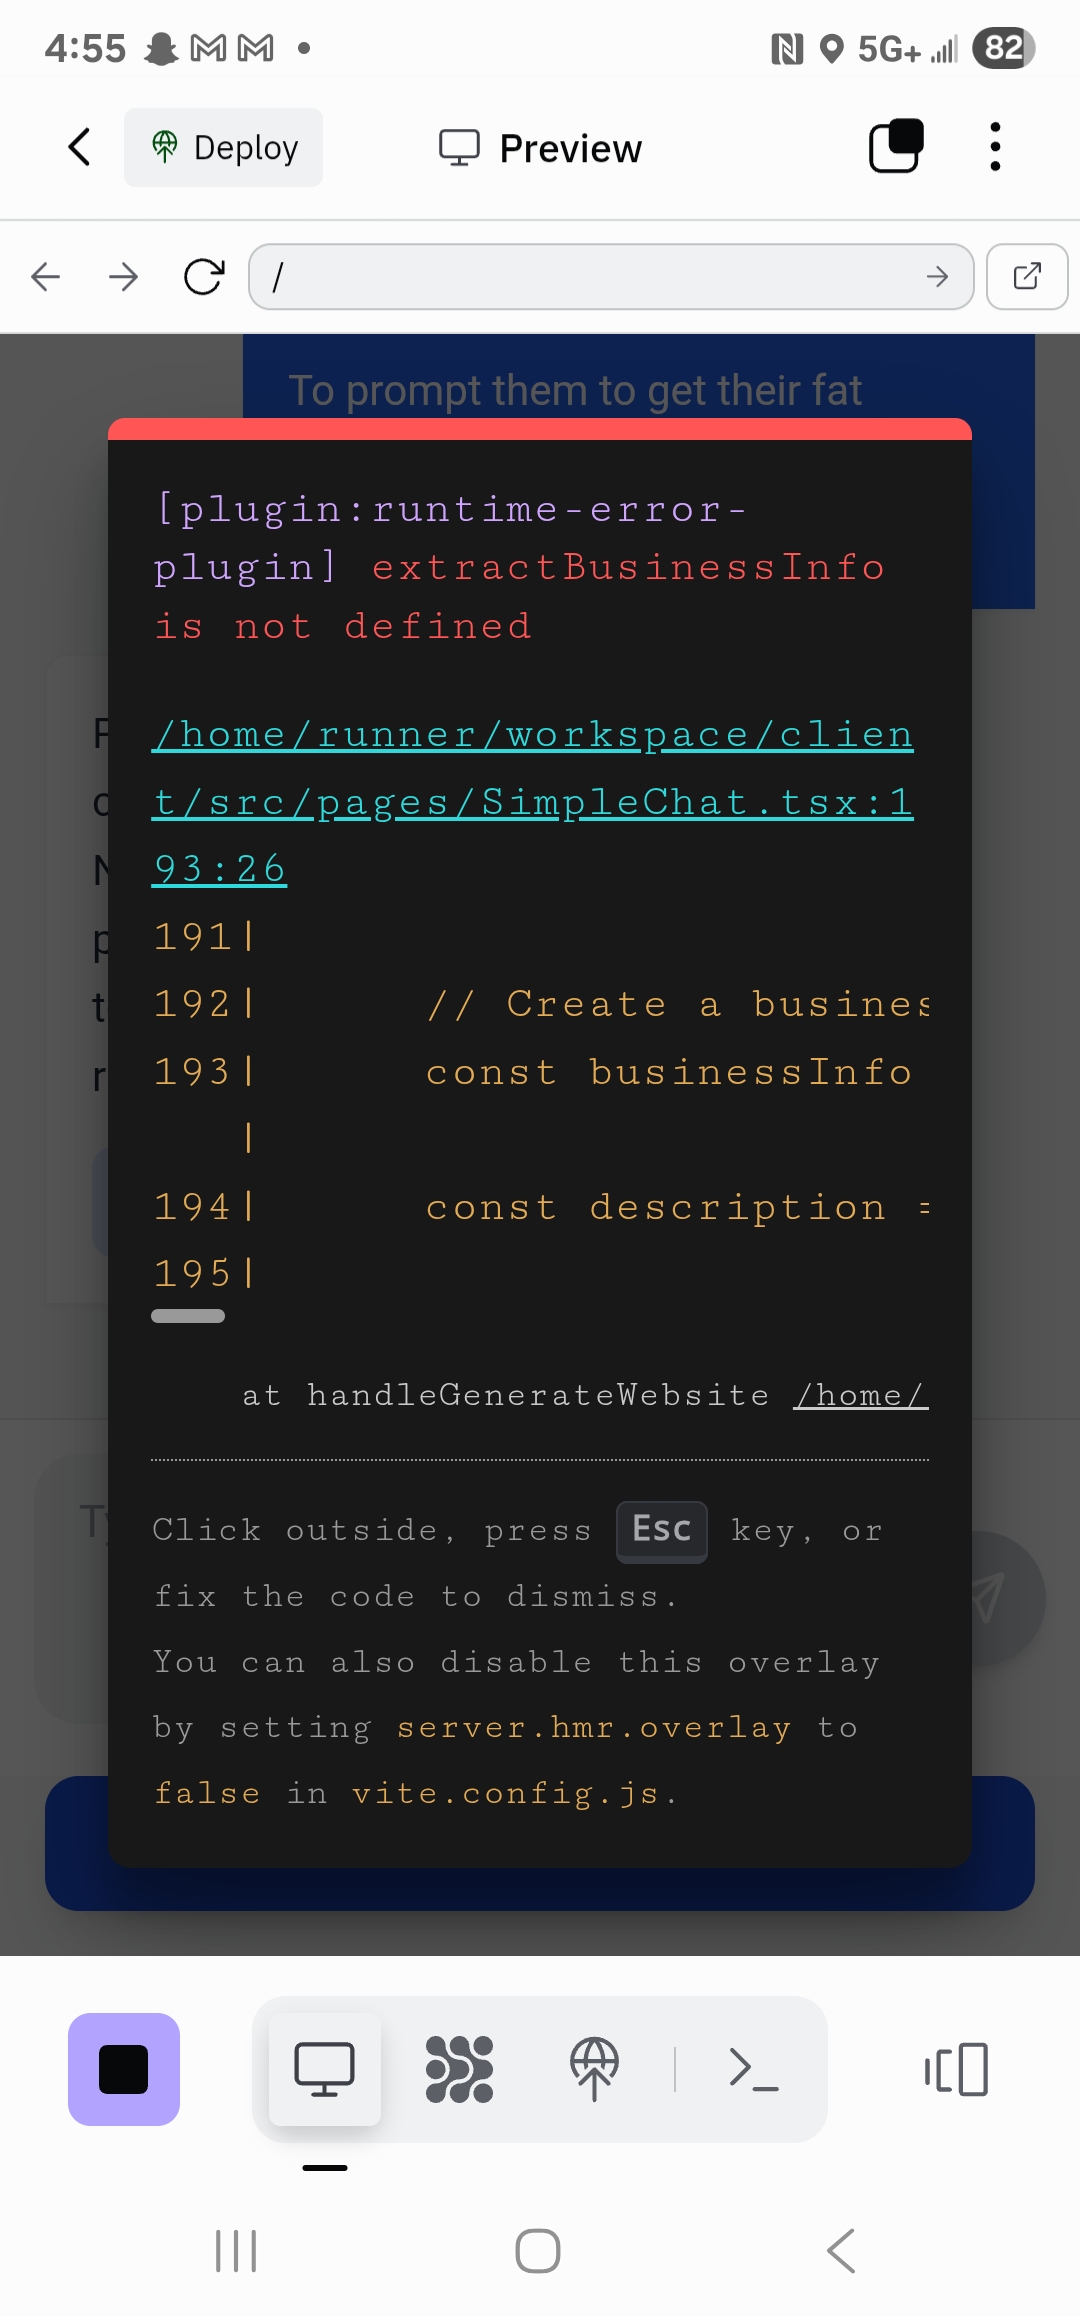 4:55
5G+
82
Deploy
Preview
/
To prompt them to get their fat
[plugin:runtime-error-
plugin] extractBusinessInfo
is not defined
/home/runner/workspace/clien
t/src/pages/SimpleChat.tsx:1
93:26
191|
192| // Create a busines
193| const businessInfo
|
194| const description =
195|
at handleGenerateWebsite /home/
Click outside, press Esc key, or
fix the code to dismiss.
You can also disable this overlay
by setting server.hmr.overlay to
false in vite.config.js.